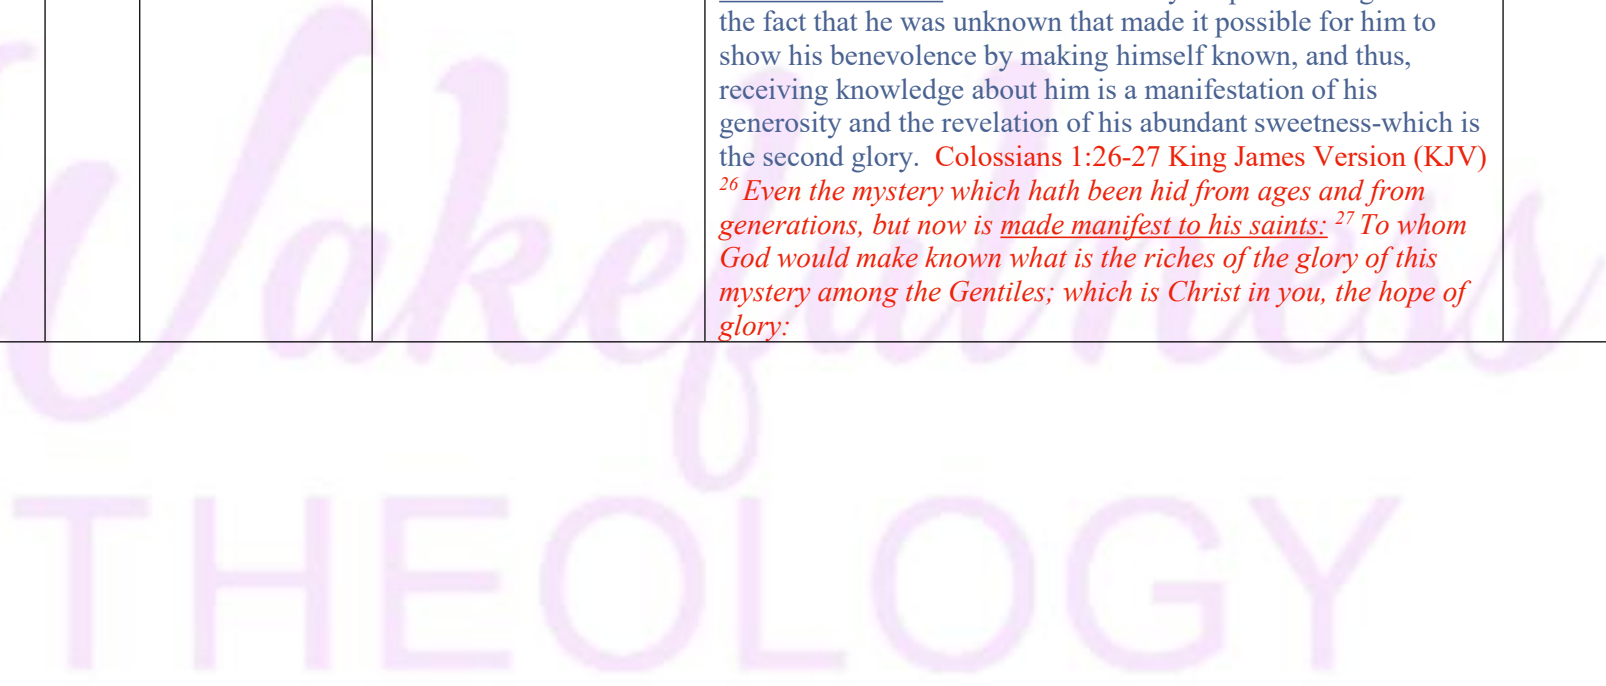 the fact that he was unknown that made it possible for him to
show his benevolence by making himself known, and thus,
receiving knowledge about him is a manifestation of his
generosity and the revelation of his abundant sweetness-which is
the second glory. Colossians 1:26-27 King James Version (KJV)
26 Even the mystery which hath been hid from ages and from
generations, but now is made manifest to his saints: 27 To whom
God would make known what is the riches of the glory of this
mystery among the Gentiles; which is Christ in you, the hope of
glory:
Wakefulness
THEOLOGY